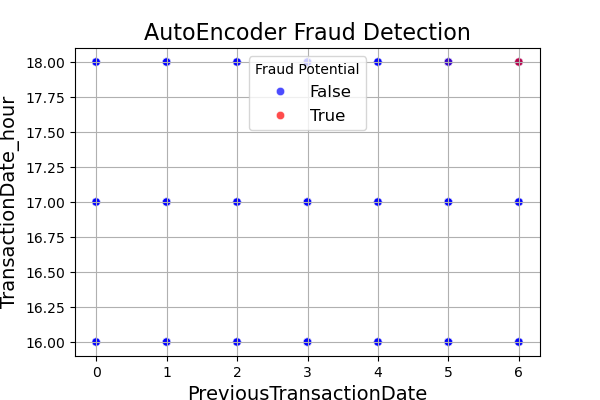 AutoEncoder Fraud Detection
TransactionDate_hour
18.00
17.75
17.50
17.25
17.00
16.75
16.50
16.25
16.00
Fraud Potential
False
True
0 1 2 3 4 5 6
PreviousTransactionDate